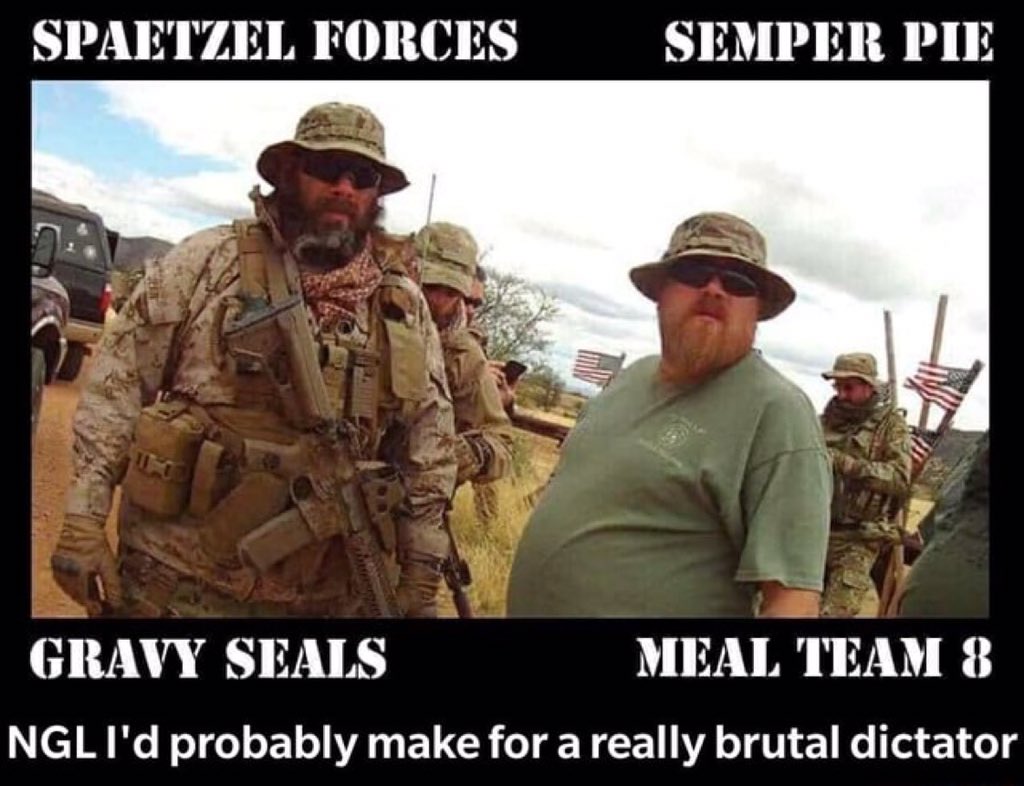 SPAETZEL FORCES
SEMPER PIE
GRAVY SEALS
MEAL TEAM 8
NGL I'd probably make for a really brutal dictator